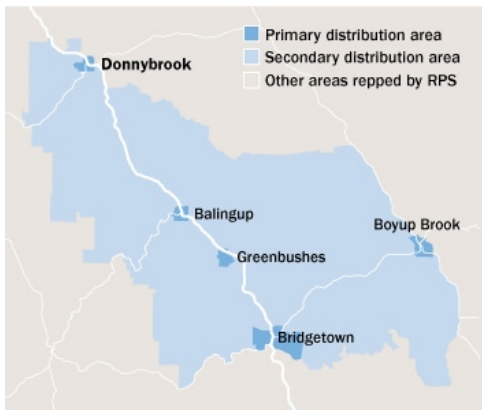 Primary distribution area
Secondary distribution area
Other areas repped by RPS
Donnybrook
Balingup
Boyup Brook
Greenbushes
Bridgetown